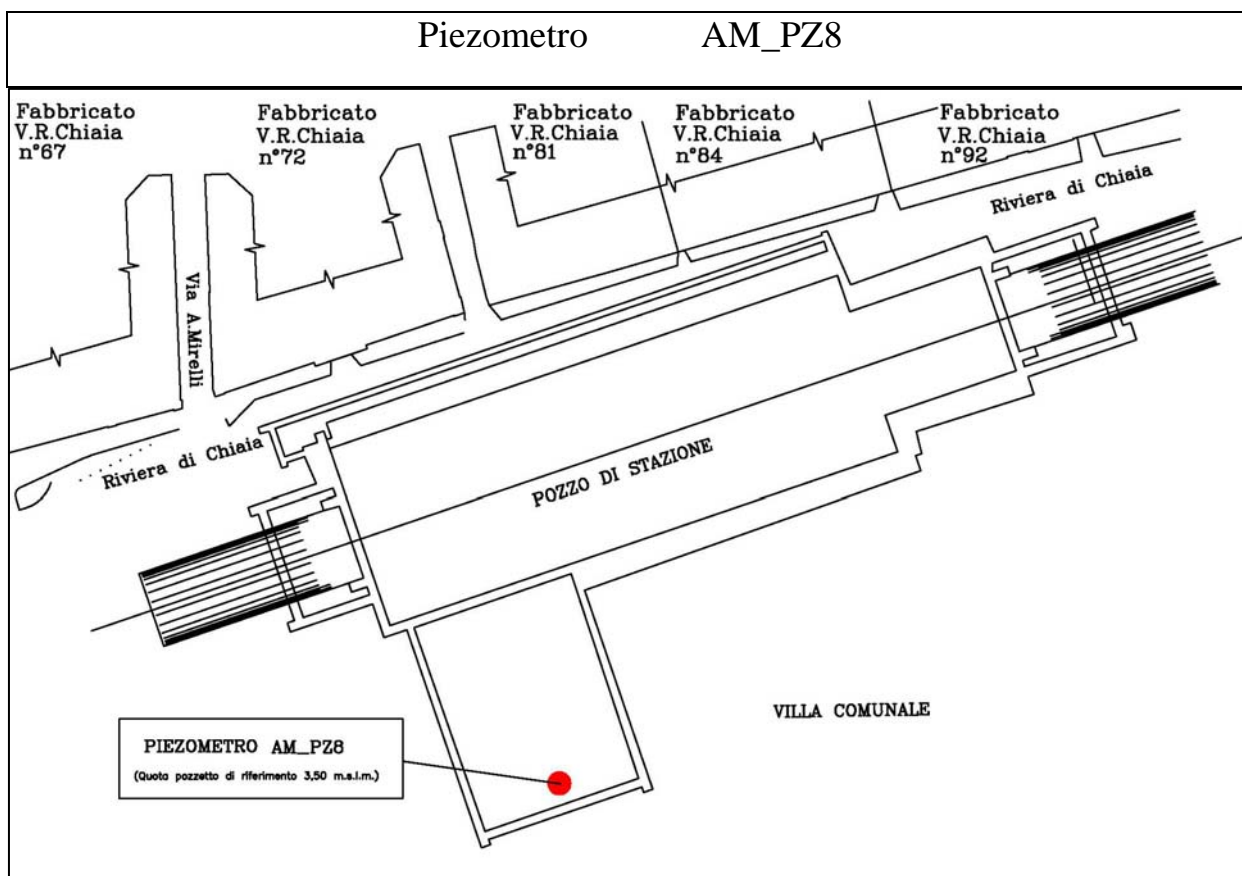 Piezometro AM_PZ8
Fabbricato
V.R.Chiaia
n°67
Fabbricato
V.R.Chiaia
n°72
Fabbricato
V.R.Chiaia
n°81
Fabbricato
V.R.Chiaia
n°84
Fabbricato
V.R.Chiaia
n°92
Riviera di Chiaia
Via A.Mirelli
Riviera di Chiaia
POZZO DI STAZIONE
VILLA COMUNALE
PIEZOMETRO AM_PZ8
(Quota pozzetto di riferimento 3,50 m.s.l.m.)